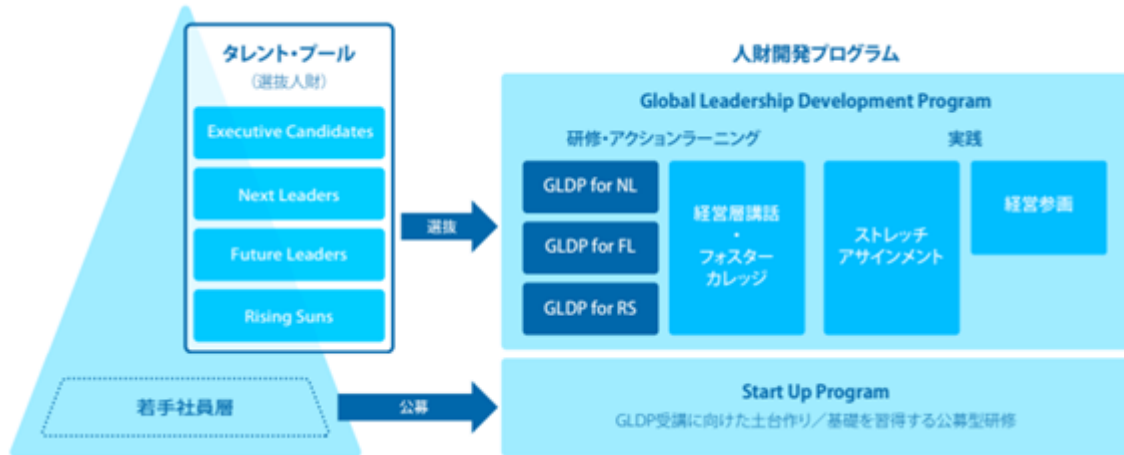 タレント・プール
（選抜人財）
Executive Candidates
Next Leaders
Future Leaders
Rising Suns
若手社員層
選抜
公募
人財開発プログラム
Global Leadership Development Program
研修・アクションラーニング
実践
GLDP for NL
GLDP for FL
GLDP for RS
経営層講話
・
フォスター
カレッジ
ストレッチ
アサインメント
経営参画
Start Up Program
GLDP受講に向けた土台作り／基礎を習得する公募型研修